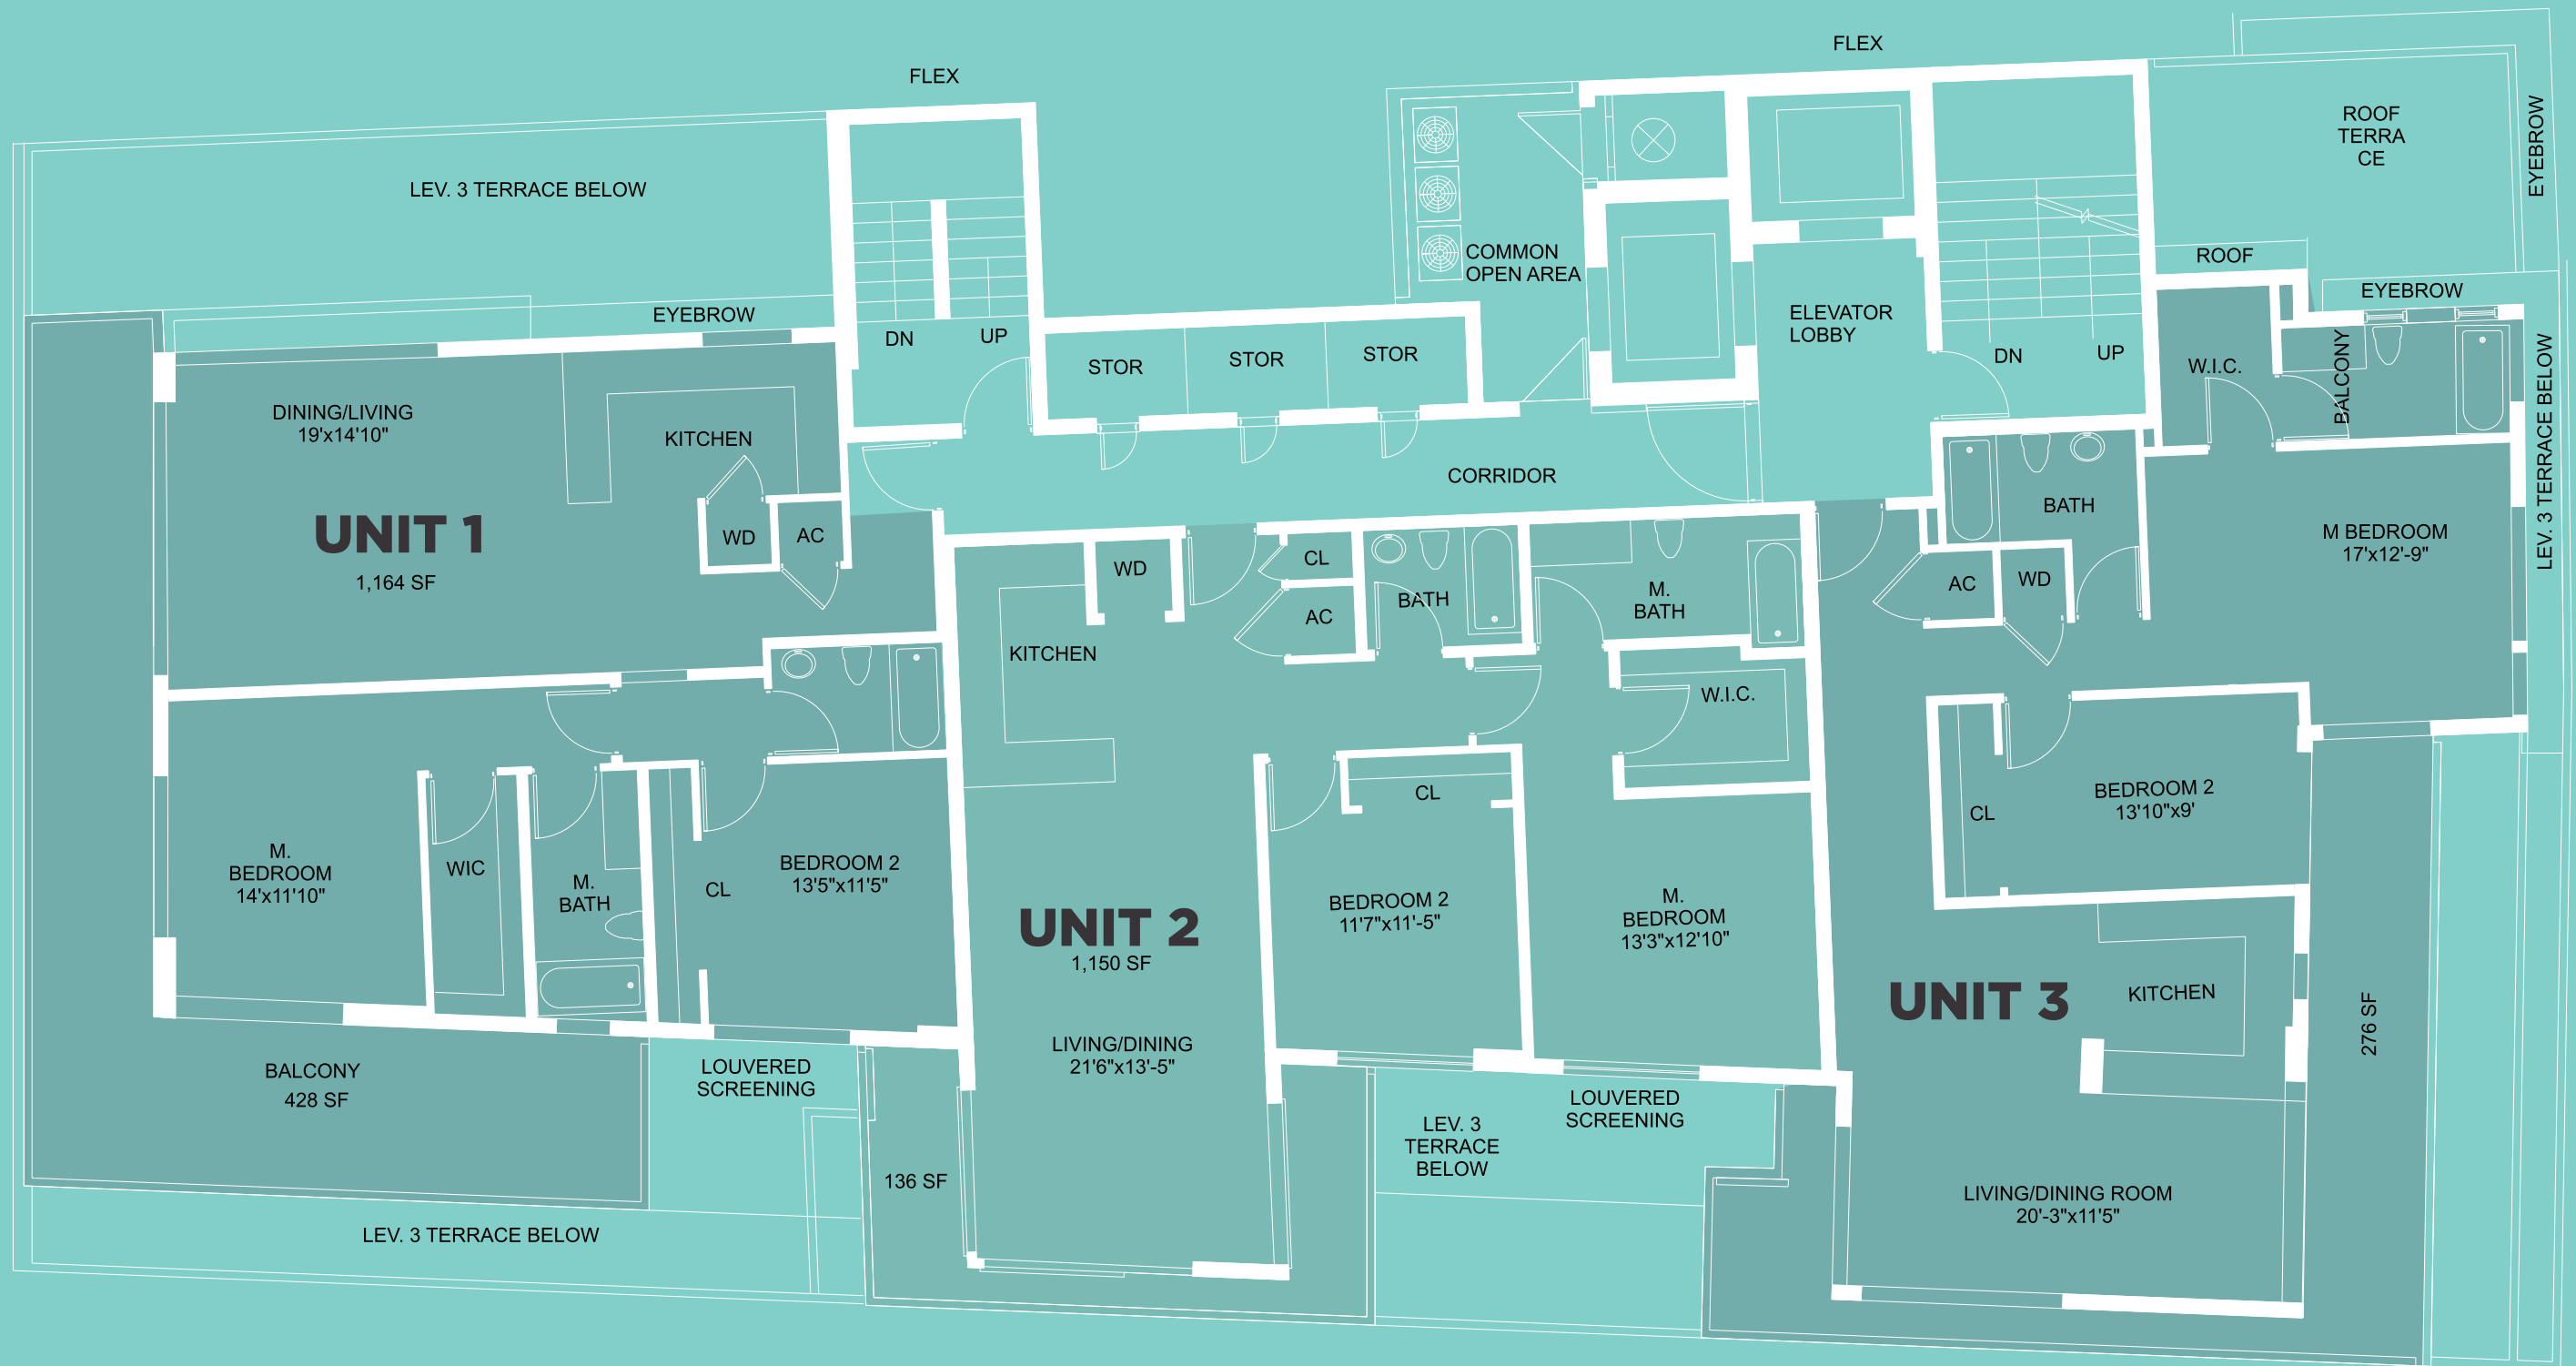 FLEX
FLEX
LEV. 3 TERRACE BELOW
EYEBROW
DN
UP
STOR
STOR
STOR
COMMON
OPEN AREA
ELEVATOR
LOBBY
DN
UP
ROOF
TERRA
CE
EYEBROW
ROOF
EYEBROW
W.I.C.
BALCONY
LEV. 3 TERRACE BELOW
CORRIDOR
DINING/LIVING
19'x14'10"
KITCHEN
UNIT 1
1,164 SF
WD
AC
M.
BEDROOM
14'x11'10"
WIC
M.
BATH
CL
BEDROOM 2
13'5"x11'5"
BALCONY
428 SF
LOUVERED
SCREENING
LEV. 3 TERRACE BELOW
WD
CL
AC
BATH
M.
BATH
KITCHEN
W.I.C.
CL
BEDROOM 2
11'7"x11'-5"
M.
BEDROOM
13'3"x12'10"
UNIT 2
1,150 SF
LIVING/DINING
21'6"x13'-5"
136 SF
LEV. 3
TERRACE
BELOW
LOUVERED
SCREENING
BATH
AC
WD
M BEDROOM
17'x12'-9"
CL
BEDROOM 2
13'10"x9'
UNIT 3
KITCHEN
276 SF
LIVING/DINING ROOM
20'-3"x11'5"